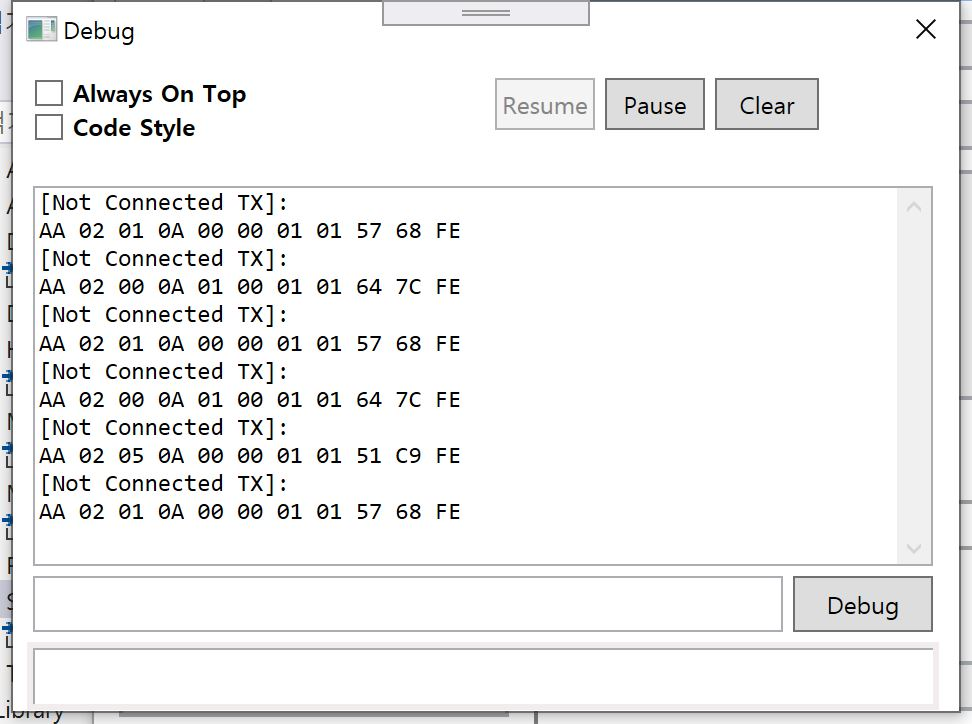 Debug
Always On Top
Code Style
Resume Pause Clear
[Not Connected TX]:
AA 02 01 0A 00 00 01 01 57 68 FE
[Not Connected TX]:
AA 02 00 0A 01 00 01 01 64 7C FE
[Not Connected TX]:
AA 02 01 0A 00 00 01 01 57 68 FE
[Not Connected TX]:
AA 02 00 0A 01 00 01 01 64 7C FE
[Not Connected TX]:
AA 02 05 0A 00 00 01 01 51 C9 FE
[Not Connected TX]:
AA 02 01 0A 00 00 01 01 57 68 FE
Debug